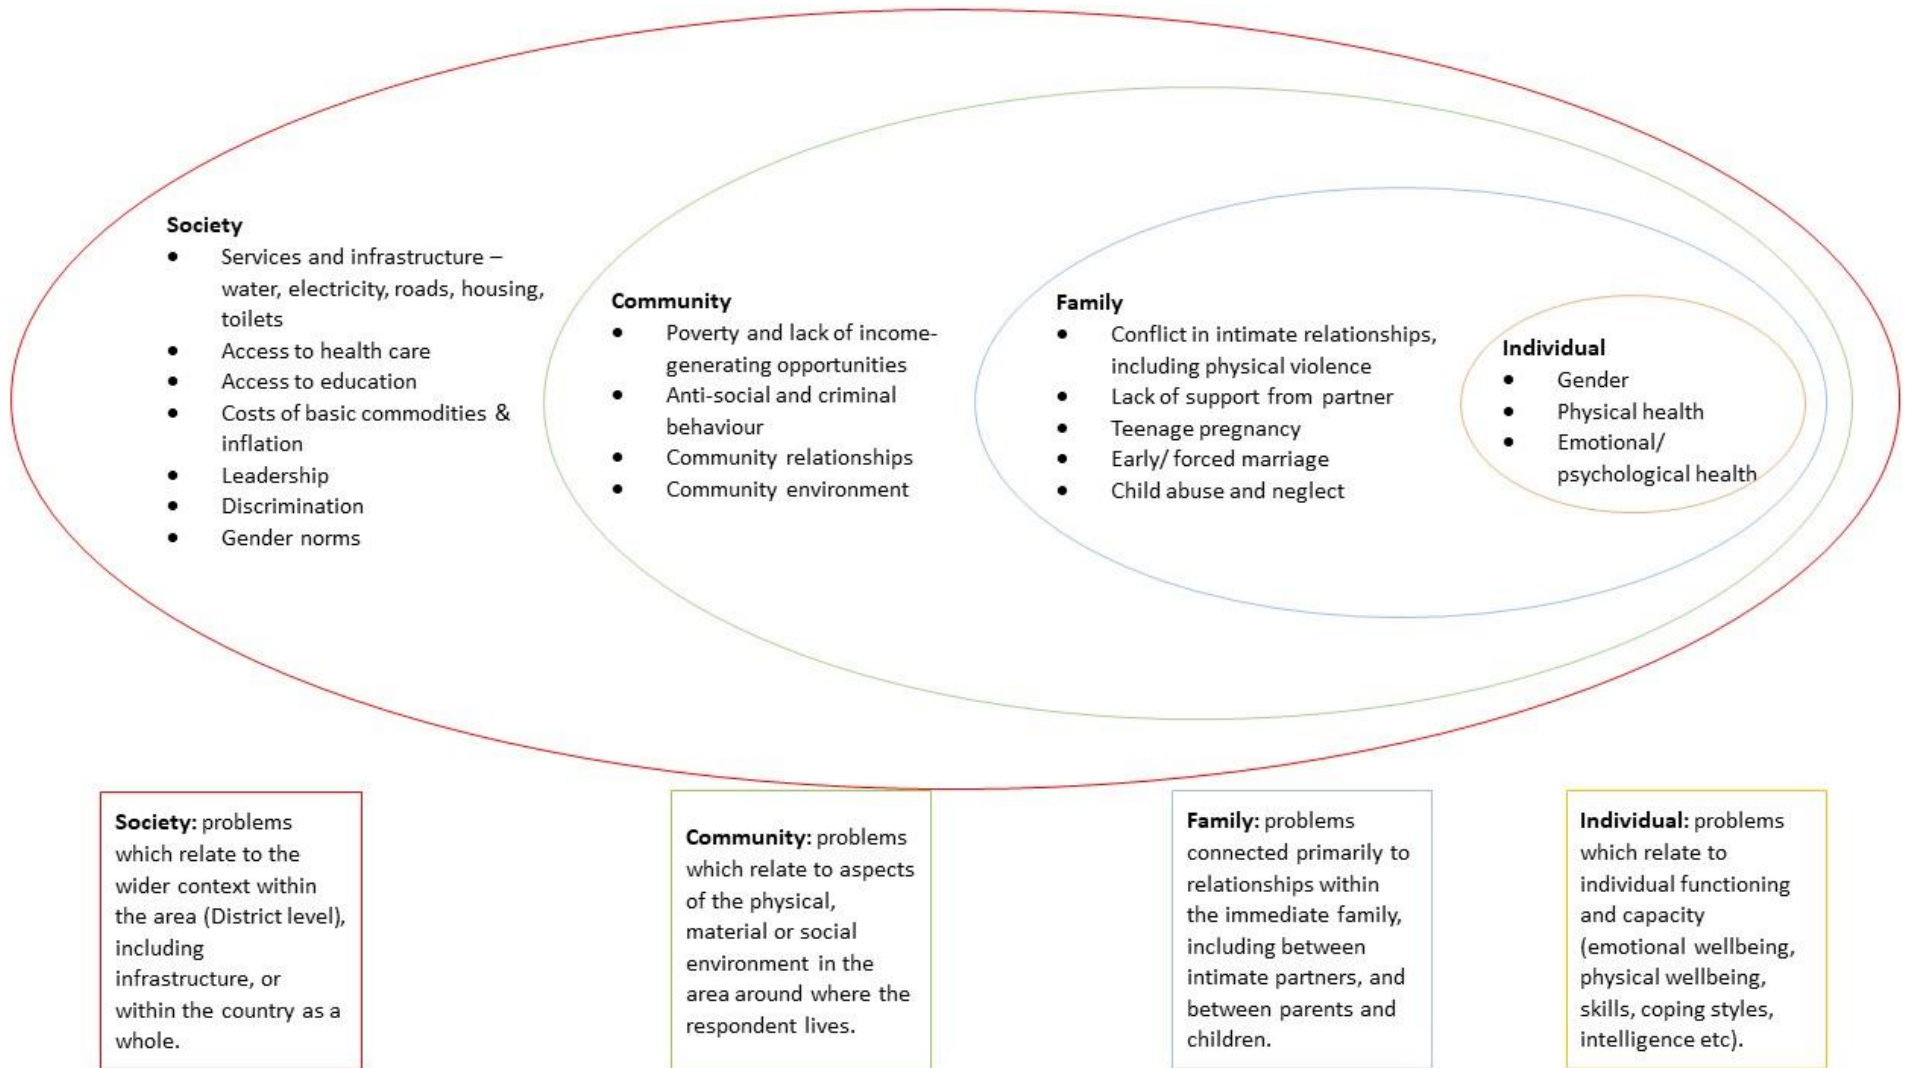 Society
• Services and infrastructure –
water, electricity, roads, housing,
toilets
• Access to health care
• Access to education
• Costs of basic commodities &
inflation
• Leadership
• Discrimination
• Gender norms
Community
• Poverty and lack of income-
generating opportunities
• Anti-social and criminal
behaviour
• Community relationships
• Community environment
Family
• Conflict in intimate relationships,
including physical violence
• Lack of support from partner
• Teenage pregnancy
• Early/ forced marriage
• Child abuse and neglect
Individual
• Gender
• Physical health
• Emotional/
psychological health
Society: problems
which relate to the
wider context within
the area (District level),
including
infrastructure, or
within the country as a
whole.
Community: problems
which relate to aspects
of the physical,
material or social
environment in the
area around where the
respondent lives.
Family: problems
connected primarily to
relationships within
the immediate family,
including between
intimate partners, and
between parents and
children.
Individual: problems
which relate to
individual functioning
and capacity
(emotional wellbeing,
physical wellbeing,
skills, coping styles,
intelligence etc).